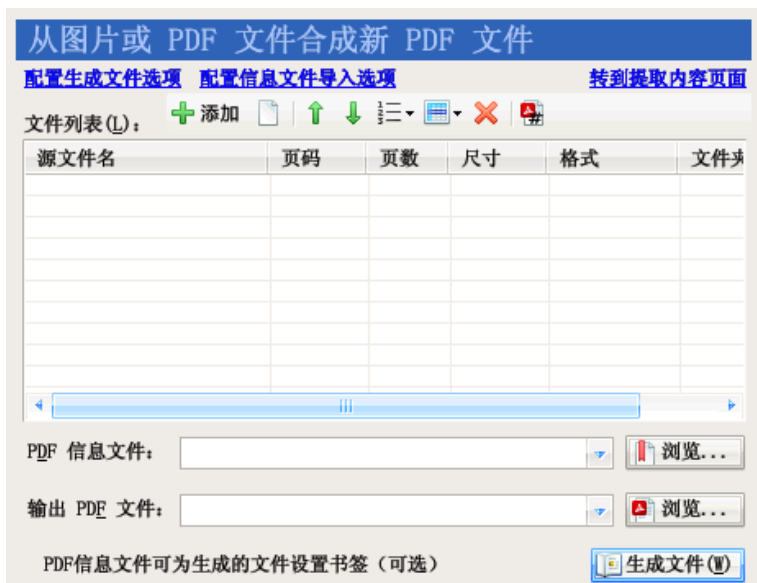 从图片或 PDF 文件合成新 PDF 文件
配置生成文件选项 配置信息文件导入选项 转到提取内容页面
文件列表(L): 添加
源文件名 页码 页数 尺寸 格式 文件夹
PDF 信息文件: 浏览...
输出 PDF 文件: 浏览...
PDF信息文件可为生成的文件设置书签（可选） 生成文件(W)